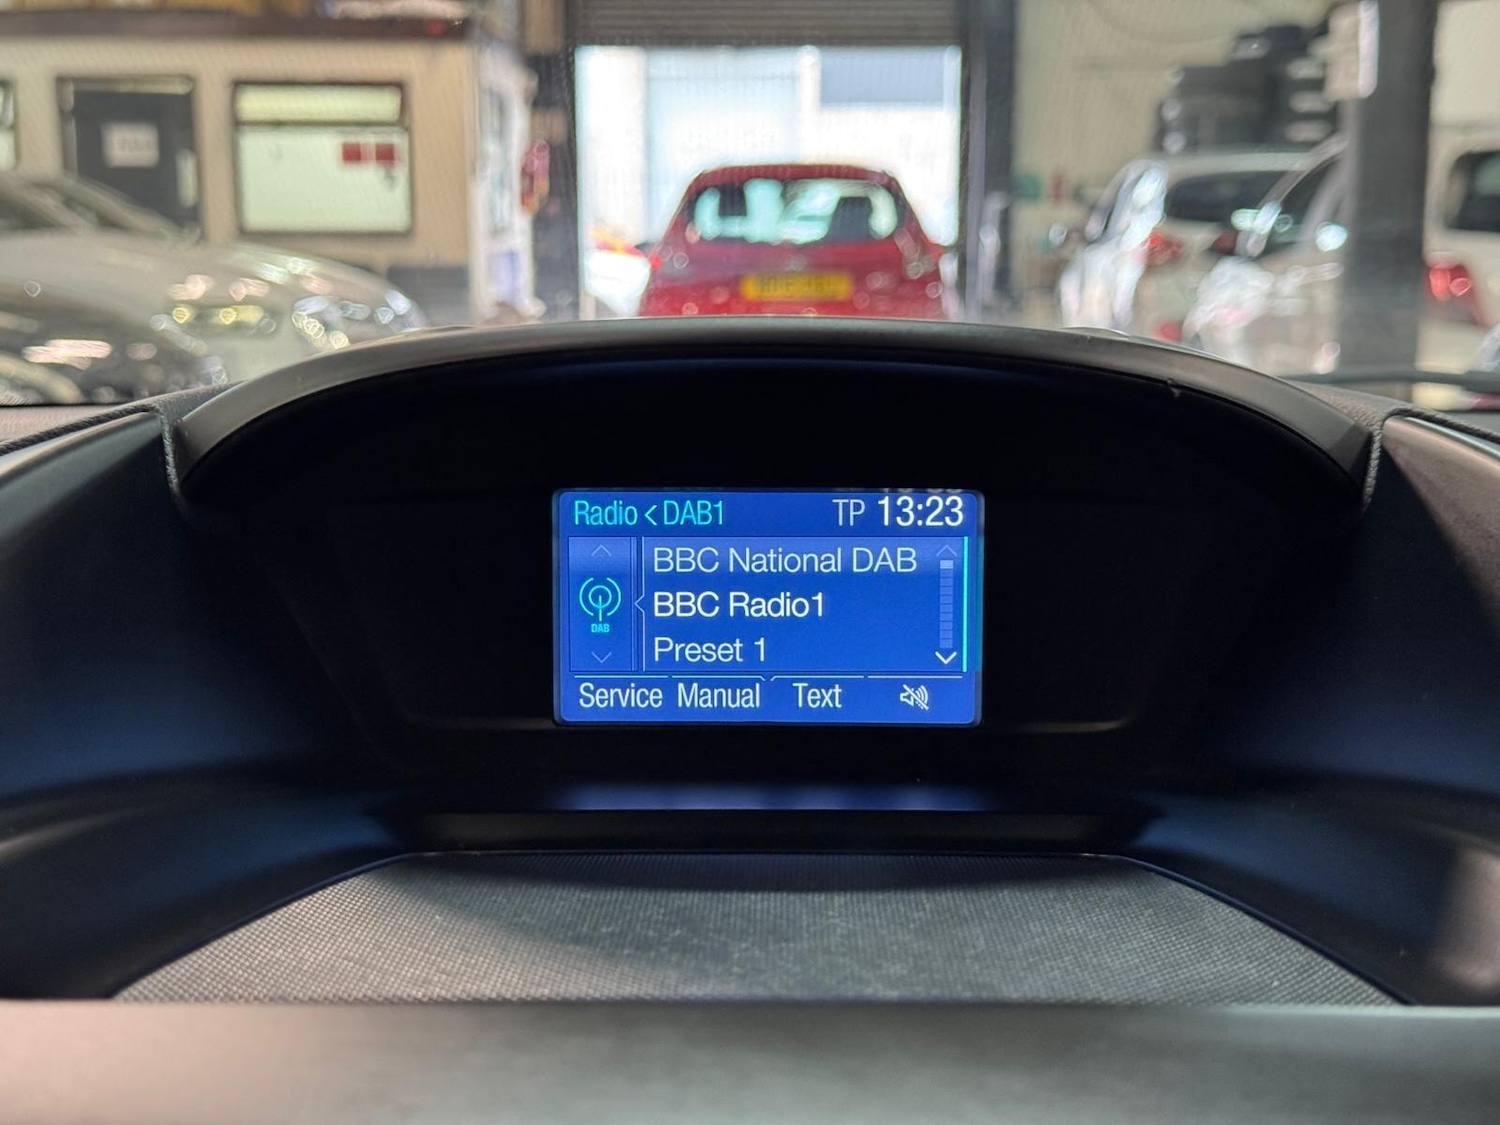 Radio < DAB1 TP 13:23
BBC National DAB
BBC Radio1
DAB
Preset 1
Service Manual Text